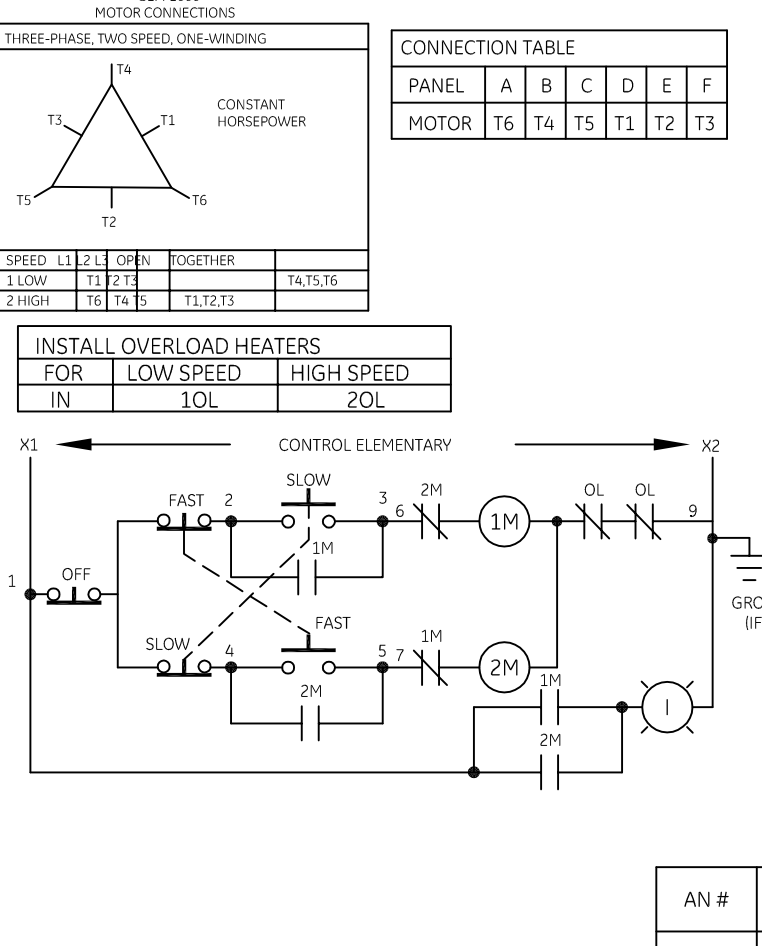 MOTOR CONNECTIONS
THREE-PHASE, TWO SPEED, ONE-WINDING
T4
T3
T1
CONSTANT
HORSEPOWER
T5
T6
T2
SPEED L1 L2 L3 OPEN TOGETHER
1 LOW T1 T2 T3 T4,T5,T6
2 HIGH T6 T4 T5 T1,T2,T3
CONNECTION TABLE
PANEL A B C D E F
MOTOR T6 T4 T5 T1 T2 T3
INSTALL OVERLOAD HEATERS
FOR LOW SPEED HIGH SPEED
IN 1OL 2OL
X1 CONTROL ELEMENTARY X2
FAST 2 SLOW 3 6 2M 1M OL OL 9
1M
1 OFF
GRO
(IF
SLOW 4 FAST 5 7 1M 2M
2M
1M
I
2M
AN #